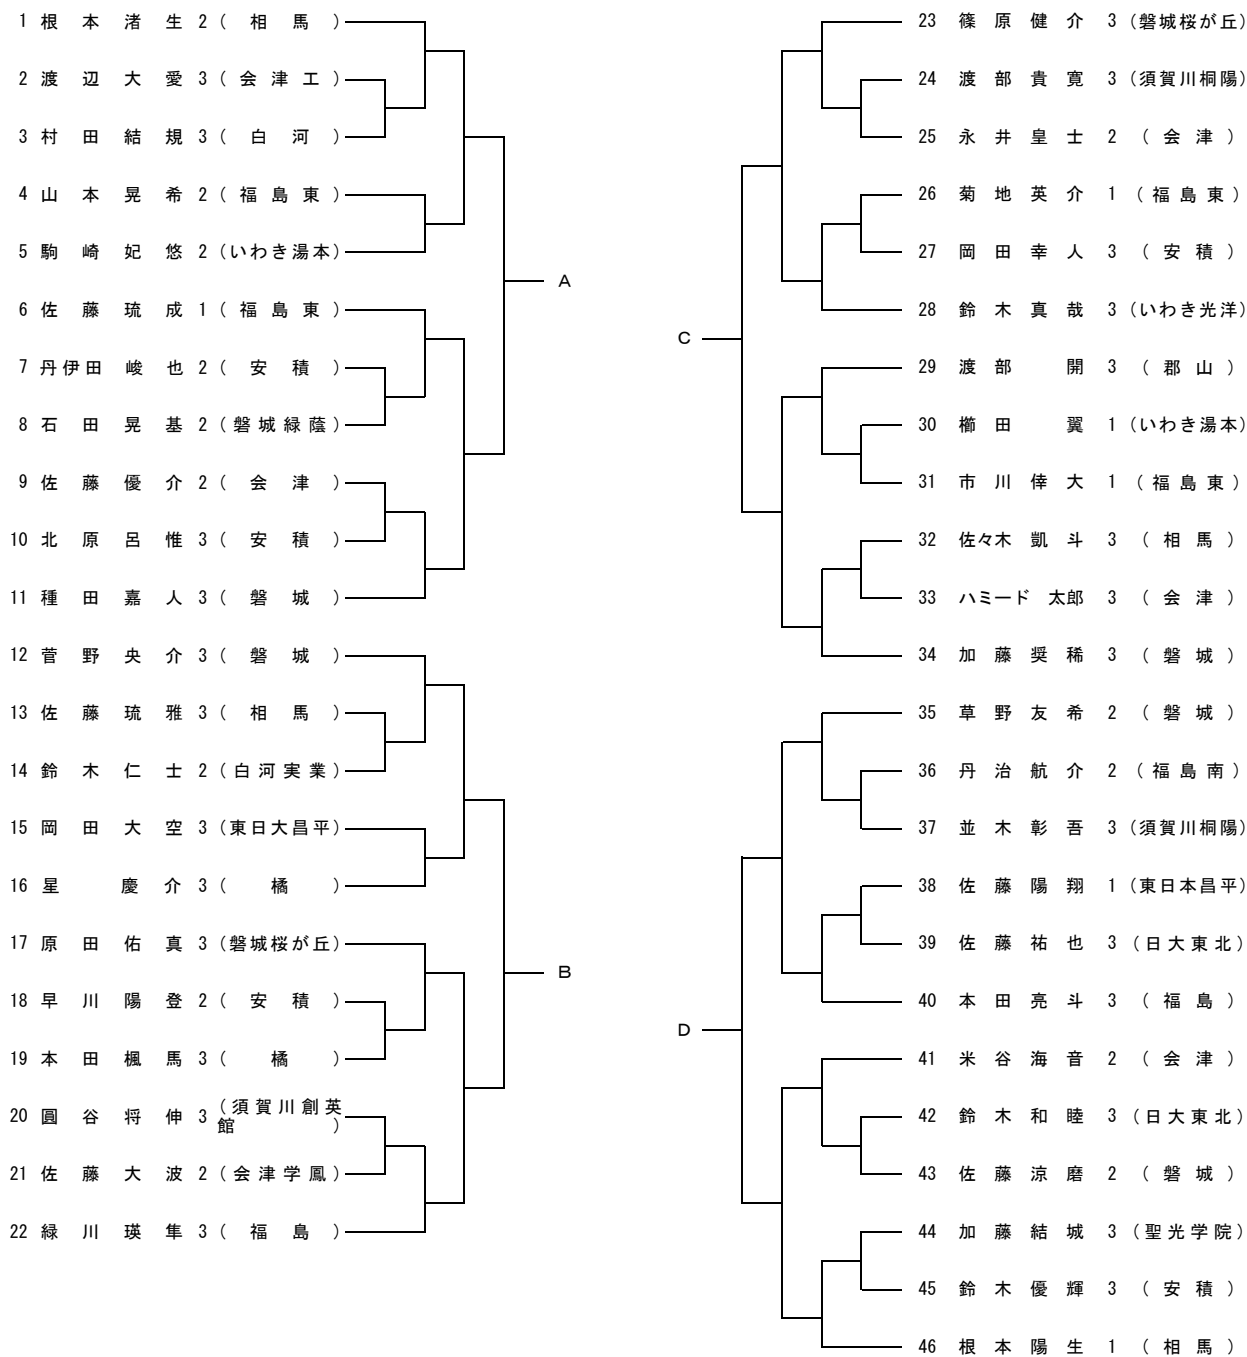 1 根本渚生 2 (相馬)
2 渡辺大愛 3 (会津工)
3 村田結規 3 (白河)
4 山本晃希 2 (福島東)
5 駒崎妃悠 2 (いわき湯本)
A
6 佐藤琉成 1 (福島東)
7 丹伊田峻也 2 (安積)
8 石田晃基 2 (磐城緑蔭)
9 佐藤優介 2 (会津)
10 北原呂惟 3 (安積)
11 種田嘉人 3 (磐城)
12 菅野央介 3 (磐城)
13 佐藤琉雅 3 (相馬)
14 鈴木仁士 2 (白河実業)
15 岡田大空 3 (東日大昌平)
16 星慶介 3 (橘)
17 原田佑真 3 (磐城桜が丘)
B
18 早川陽登 2 (安積)
19 本田楓馬 3 (橘)
20 圓谷将伸 3 (須賀川創英
館)
21 佐藤大波 2 (会津学鳳)
22 緑川瑛隼 3 (福島)
23 篠原健介 3 (磐城桜が丘)
24 渡部貴寛 3 (須賀川桐陽)
25 永井皇士 2 (会津)
26 菊地英介 1 (福島東)
27 岡田幸人 3 (安積)
28 鈴木真哉 3 (いわき光洋)
C
29 渡部開 3 (郡山)
30 櫛田翼 1 (いわき湯本)
31 市川倖大 1 (福島東)
32 佐々木凱斗 3 (相馬)
33 ハミード 太郎 3 (会津)
34 加藤奨稀 3 (磐城)
35 草野友希 2 (磐城)
36 丹治航介 2 (福島南)
37 並木彰吾 3 (須賀川桐陽)
38 佐藤陽翔 1 (東日本昌平)
39 佐藤祐也 3 (日大東北)
40 本田亮斗 3 (福島)
D
41 米谷海音 2 (会津)
42 鈴木和睦 3 (日大東北)
43 佐藤涼磨 2 (磐城)
44 加藤結城 3 (聖光学院)
45 鈴木優輝 3 (安積)
46 根本陽生 1 (相馬)